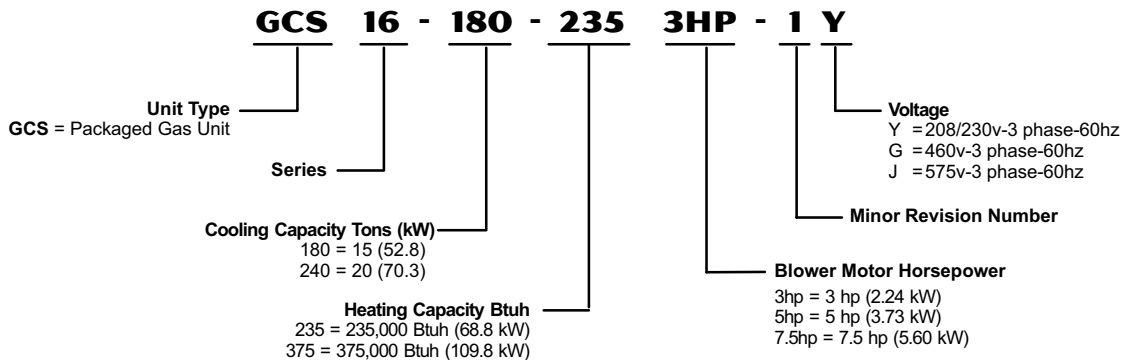 GCS 16 - 180 - 235 3HP - 1 Y
Unit Type
GCS = Packaged Gas Unit
Series
Cooling Capacity Tons (kW)
180 = 15 (52.8)
240 = 20 (70.3)
Heating Capacity Btuh
235 = 235,000 Btuh (68.8 kW)
375 = 375,000 Btuh (109.8 kW)
Voltage
Y =208/230v-3 phase-60hz
G =460v-3 phase-60hz
J =575v-3 phase-60hz
Minor Revision Number
Blower Motor Horsepower
3hp = 3 hp (2.24 kW)
5hp = 5 hp (3.73 kW)
7.5hp = 7.5 hp (5.60 kW)